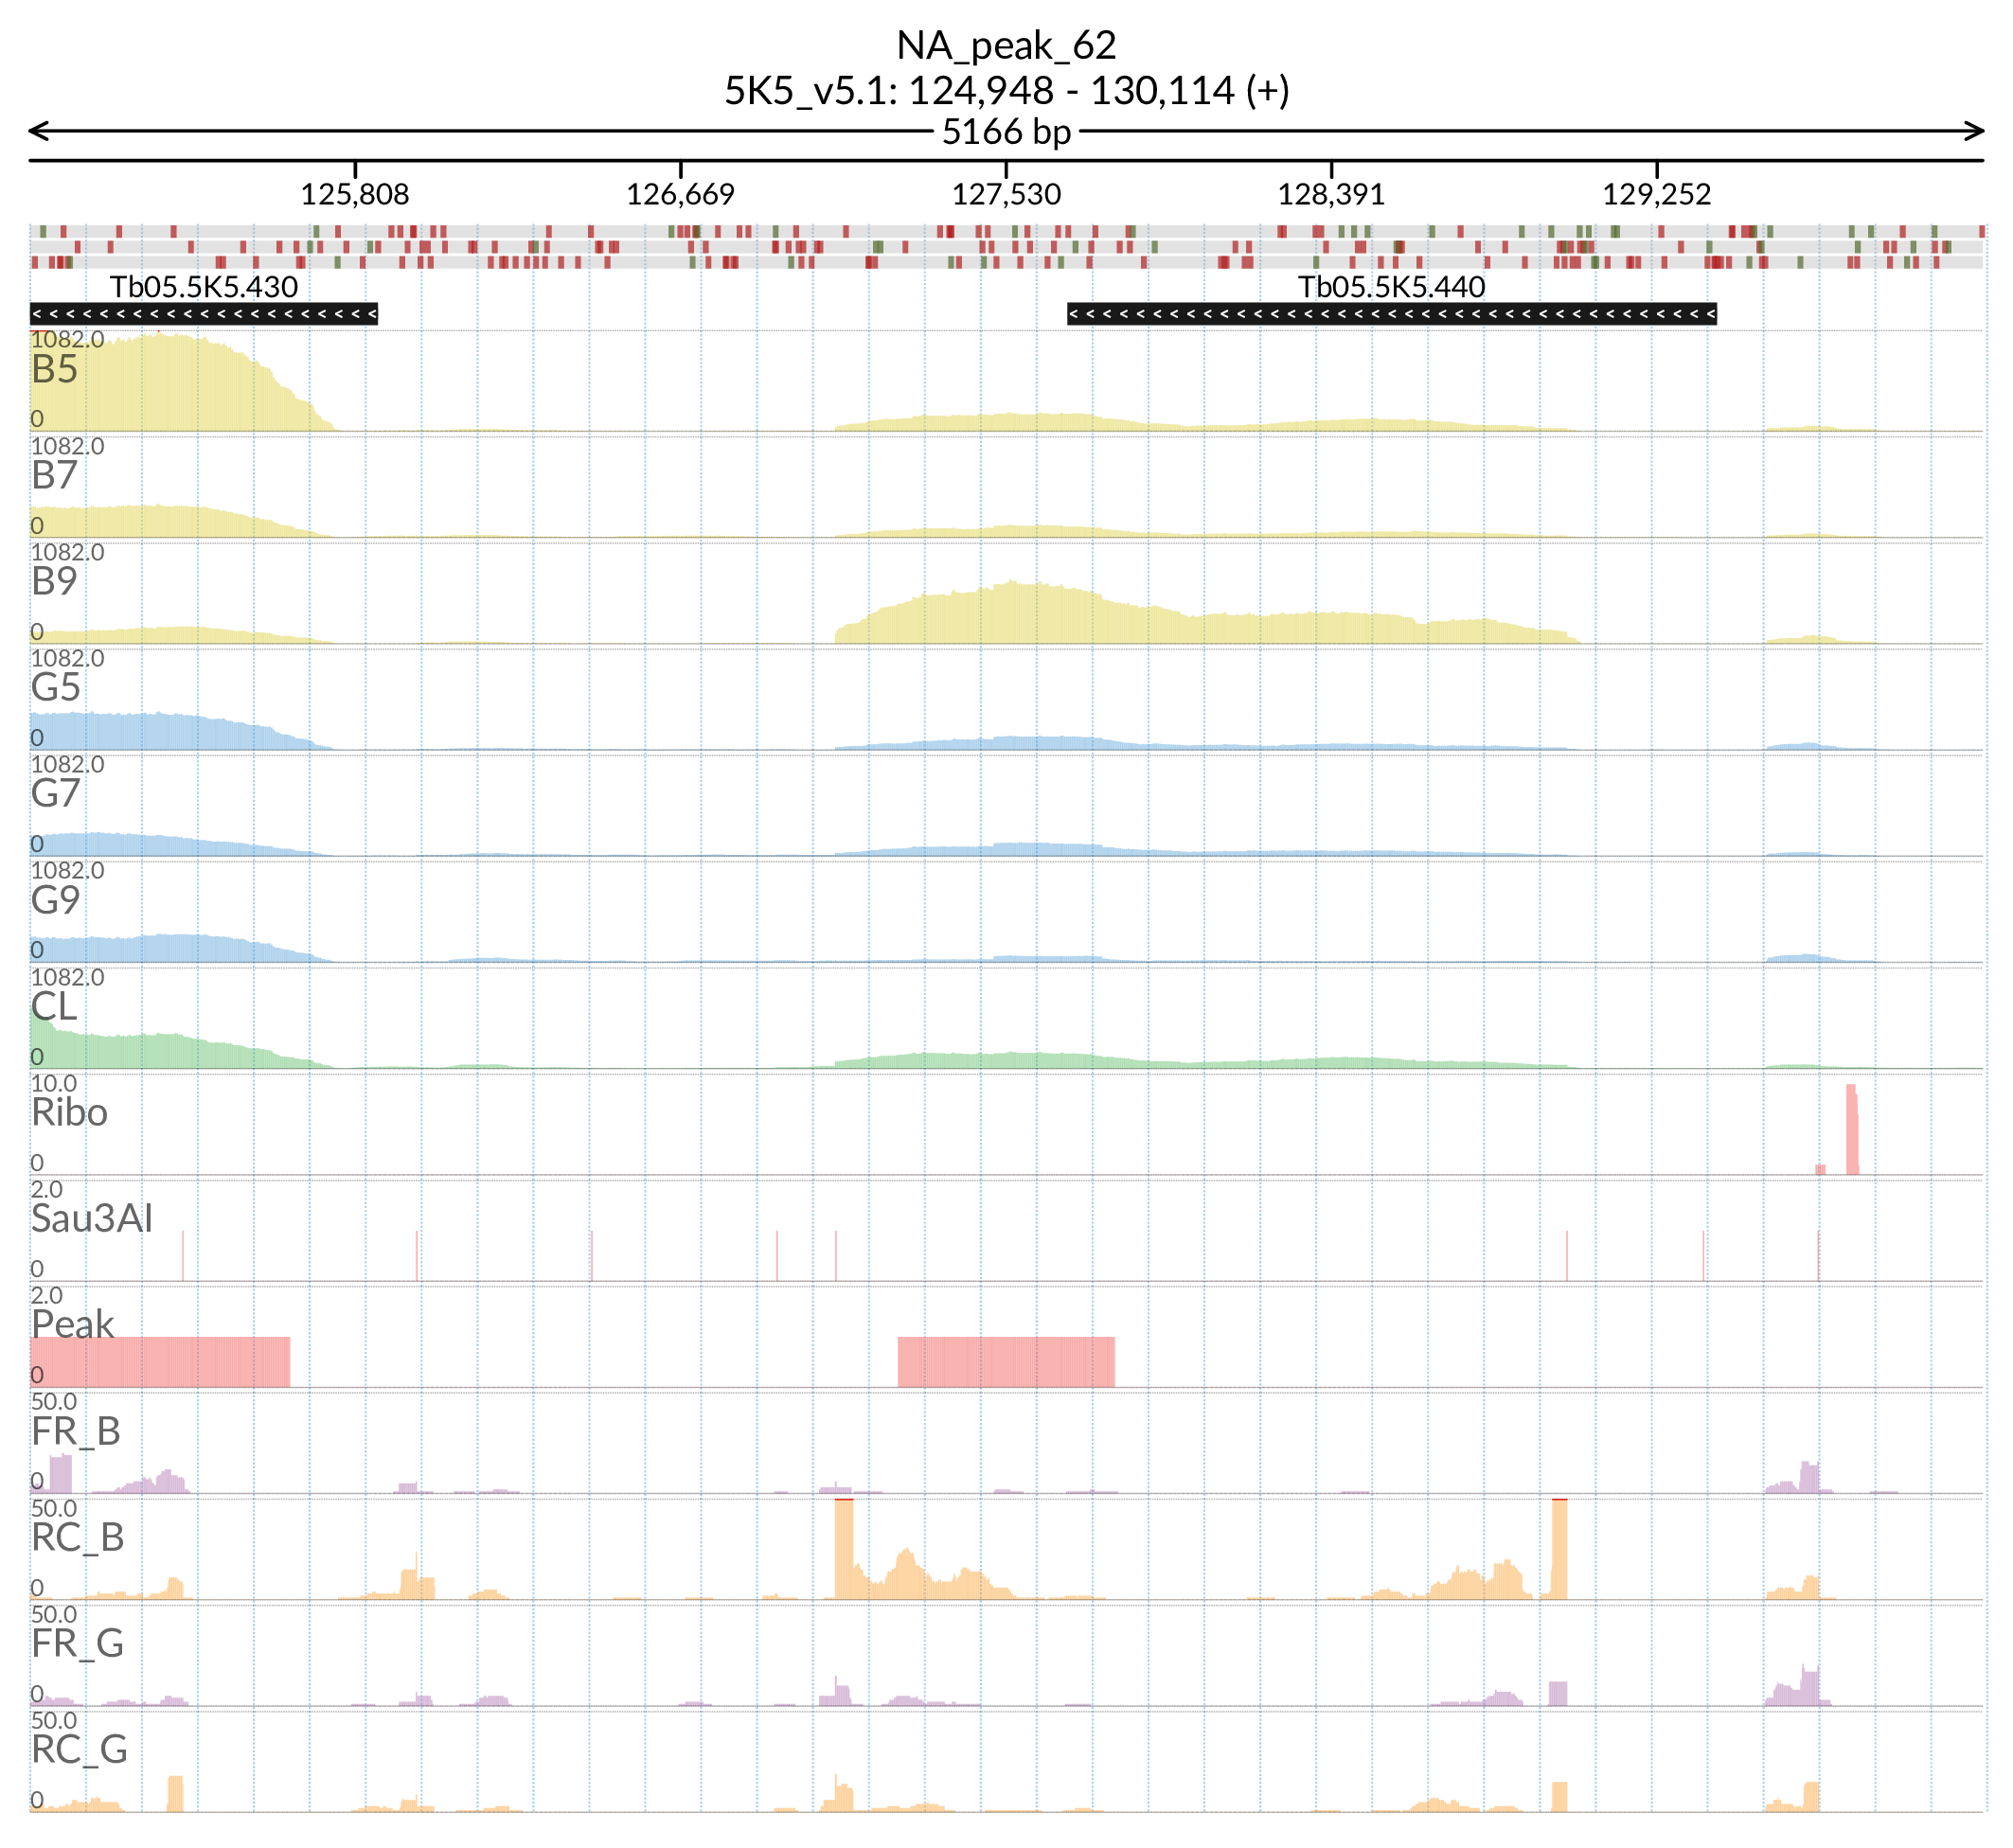 NA_peak_62
5K5_v5.1: 124,948 - 130,114 (+)
5166 bp
125,808 126,669 127,530 128,391 129,252
Tb05.5K5.430 Tb05.5K5.440
1082.0
B5
0
1082.0
B7
0
1082.0
B9
0
1082.0
G5
0
1082.0
G7
0
1082.0
G9
0
1082.0
CL
0
10.0
Ribo
0
2.0
Sau3AI
0
2.0
Peak
0
50.0
FR_B
0
50.0
RC_B
0
50.0
FR_G
0
50.0
RC_G
0